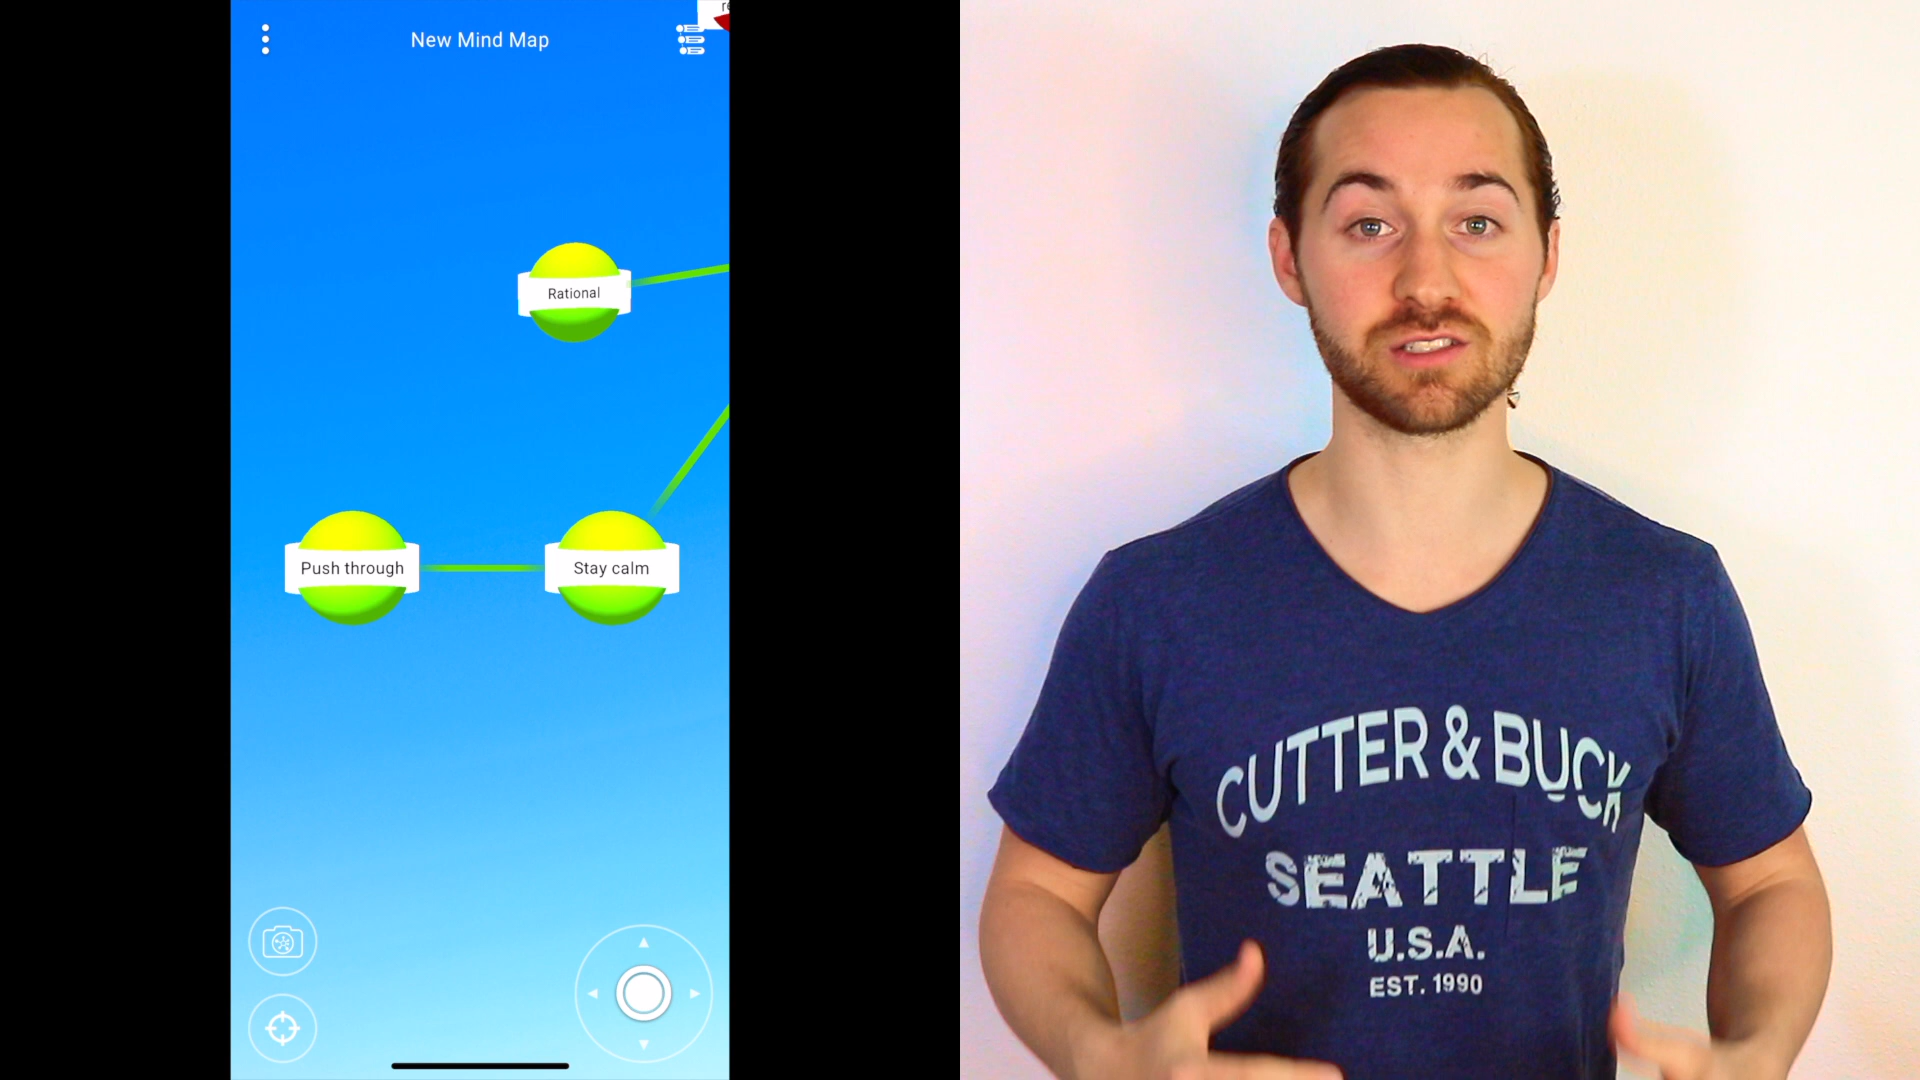 New Mind Map
Rational
Push through
Stay calm
CUTTER & BUCK
SEATTLE
U.S.A.
EST. 1990